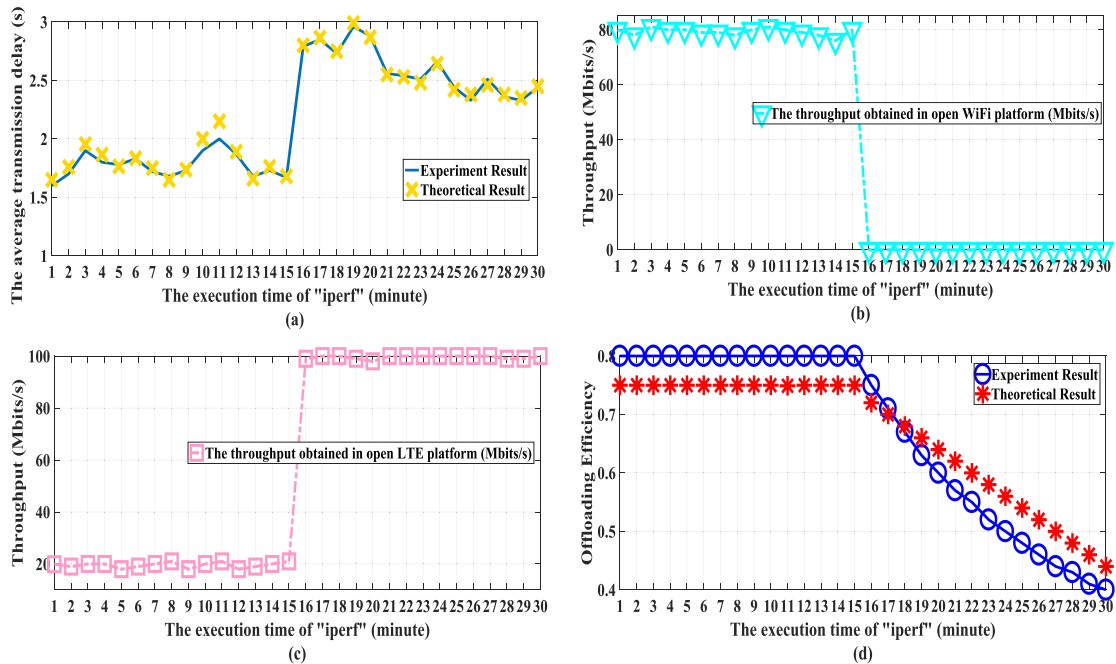 The average transmission delay (s)
3
2.5
2
1.5
1
Experiment Result
Theoretical Result
1 2 3 4 5 6 7 8 9 10 11 12 13 14 15 16 17 18 19 20 21 22 23 24 25 26 27 28 29 30
The execution time of "iperf" (minute)
(a)
Throughput (Mbits/s)
80
60
40
20
0
The throughput obtained in open WiFi platform (Mbits/s)
1 2 3 4 5 6 7 8 9 10 11 12 13 14 15 16 17 18 19 20 21 22 23 24 25 26 27 28 29 30
The execution time of "iperf" (minute)
(b)
Throughput (Mbits/s)
100
80
60
40
20
The throughput obtained in open LTE platform (Mbits/s)
1 2 3 4 5 6 7 8 9 10 11 12 13 14 15 16 17 18 19 20 21 22 23 24 25 26 27 28 29 30
The execution time of "iperf" (minute)
(c)
Offloading Efficiency
0.8
0.7
0.6
0.5
0.4
Experiment Result
Theoretical Result
1 2 3 4 5 6 7 8 9 10 11 12 13 14 15 16 17 18 19 20 21 22 23 24 25 26 27 28 29 30
The execution time of "iperf" (minute)
(d)